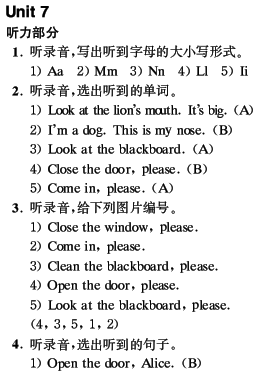 Unit 7
听力部分
1. 听录音,写出听到字母的大小写形式。
1) Aa 2) Mm 3) Nn 4) Ll 5) Ii
2. 听录音,选出听到的单词。
1) Look at the lion's mouth. It's big. (A)
2) I'm a dog. This is my nose. (B)
3) Look at the blackboard. (A)
4) Close the door, please. (B)
5) Come in, please. (A)
3. 听录音,给下列图片编号。
1) Close the window, please.
2) Come in, please.
3) Clean the blackboard, please.
4) Open the door, please.
5) Look at the blackboard, please.
(4, 3, 5, 1, 2)
4. 听录音,选出听到的句子。
1) Open the door, Alice. (B)